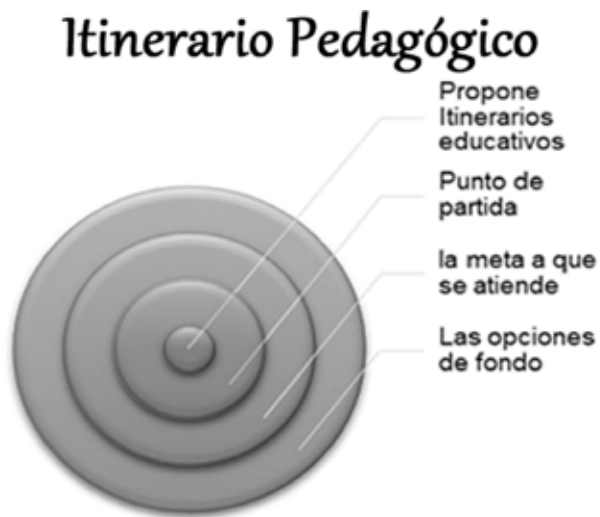 Itinerario Pedagógico
Propone
Itinerarios
educativos
Punto de
partida
la meta a que
se atiende
Las opciones
de fondo